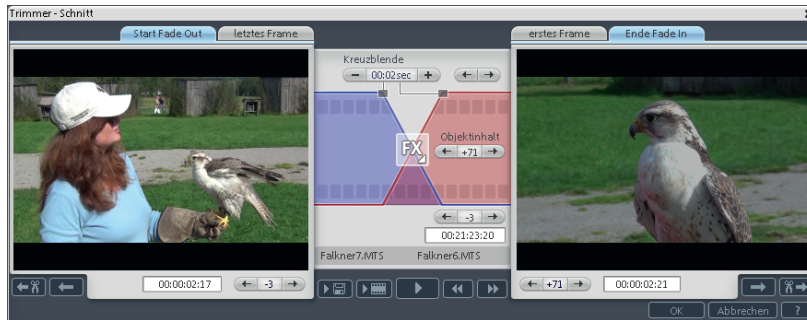 Trimmer - Schnitt
Start Fade Out
letztes Frame
erstes Frame
Ende Fade In
Kreuzblende
00:02sec
FX
Objektinhalt
+71
-3
00:21:23:20
Falkner7.MTS
Falkner6.MTS
00:00:02:17
-3
+71
00:00:02:21
OK
Abbrechen
?